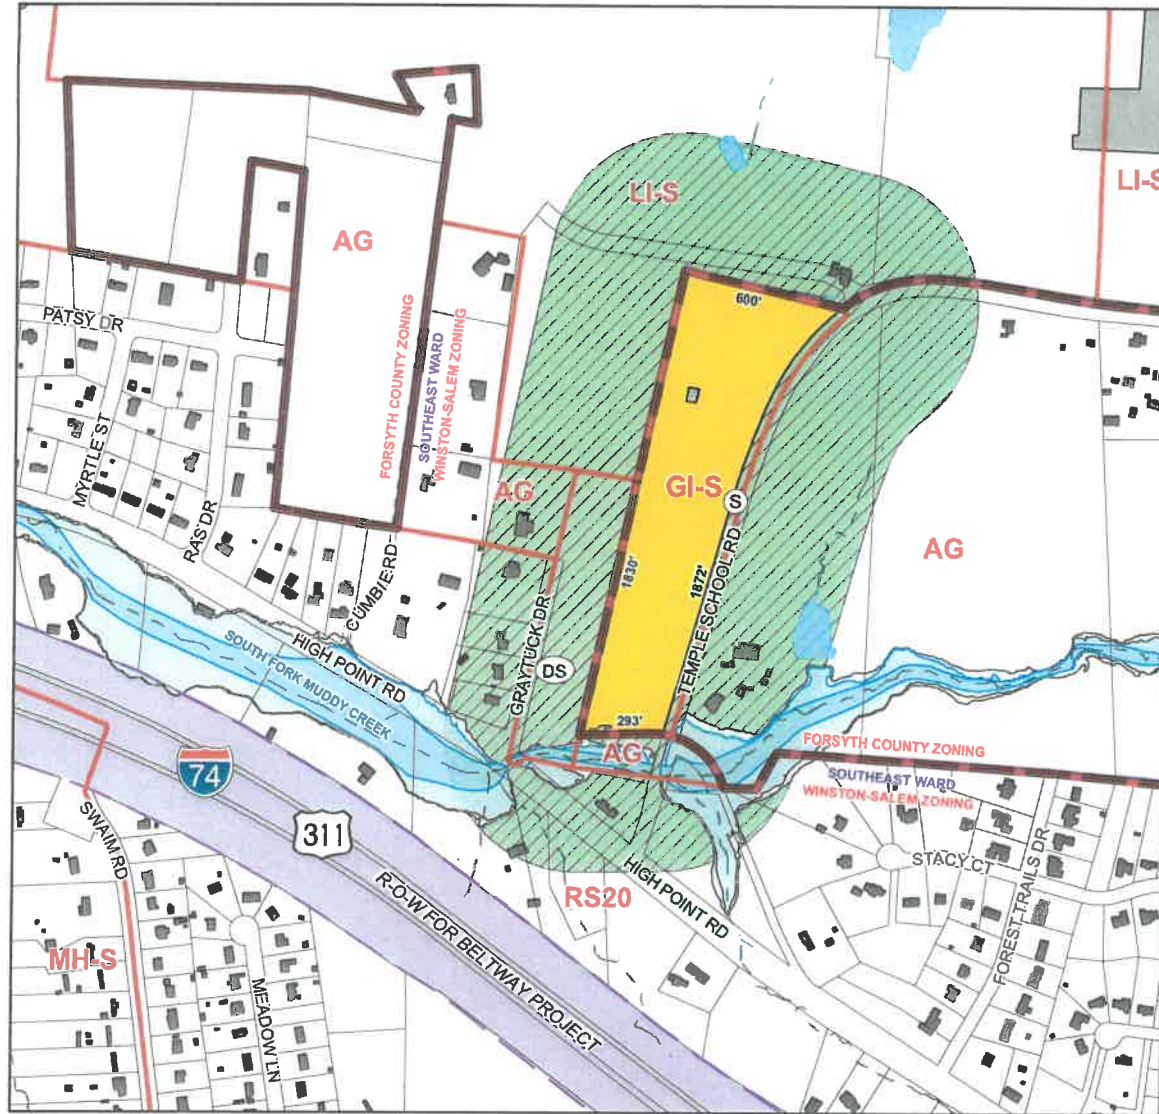 LI-S
LI-S
AG
600'
PATSY DR
FORSYTH COUNTY ZONING
SOUTHEAST WARD
WINSTON-SALEM ZONING
MYRTLE ST
RAS DR
CUMBIE RD
AG
GI-S
S
AG
1830'
1872'
TEMPLE SCHOOL RD
GRAYTUCK DR
DS
HIGH POINT RD
SOUTH FORK MUDDY CREEK
293'
AG
FORSYTH COUNTY ZONING
SOUTHEAST WARD
WINSTON-SALEM ZONING
74
311
SWAIM RD
STACY CT
FOREST TRAILS DR
HIGH POINT RD
RS20
R-O-W FOR BELTWAY PROJECT
MH-S
MEADOW LN